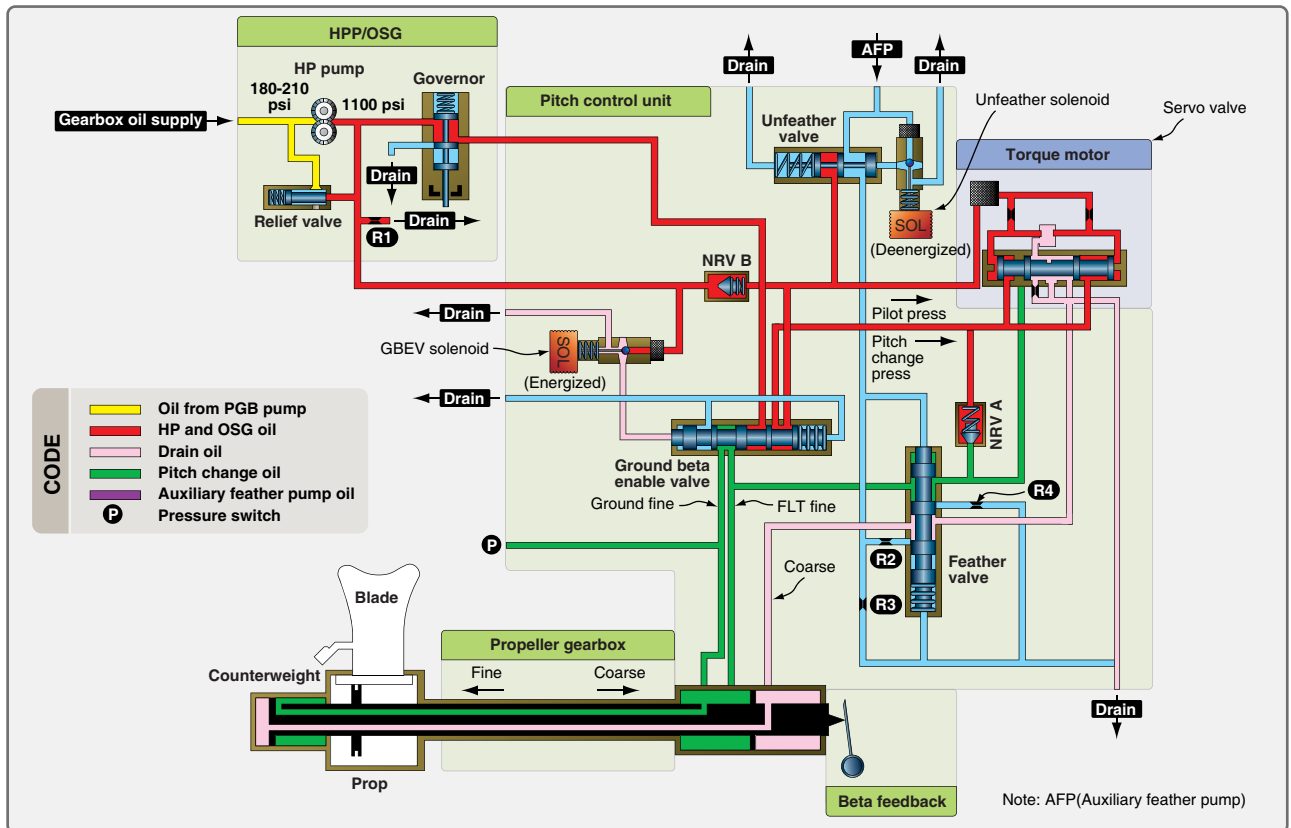 HPP/OSG
HP pump
180-210
psi
1100 psi
Governor
Gearbox oil supply
Drain
Relief valve
R1
Drain
Drain
AFP
Drain
Pitch control unit
Unfeather
valve
Unfeather solenoid
Servo valve
Torque motor
SOL
(Deenergized)
NRV B
Drain
Pilot press
GBEV solenoid
SOL
(Energized)
Pitch
change
press
Drain
NRV A
CODE
Oil from PGB pump
HP and OSG oil
Drain oil
Pitch change oil
Auxiliary feather pump oil
P
Pressure switch
Ground beta
enable valve
Ground fine
FLT fine
R4
P
R2
Feather
valve
Coarse
R3
Blade
Propeller gearbox
Counterweight
Fine
Coarse
Drain
Prop
Beta feedback
Note: AFP(Auxiliary feather pump)